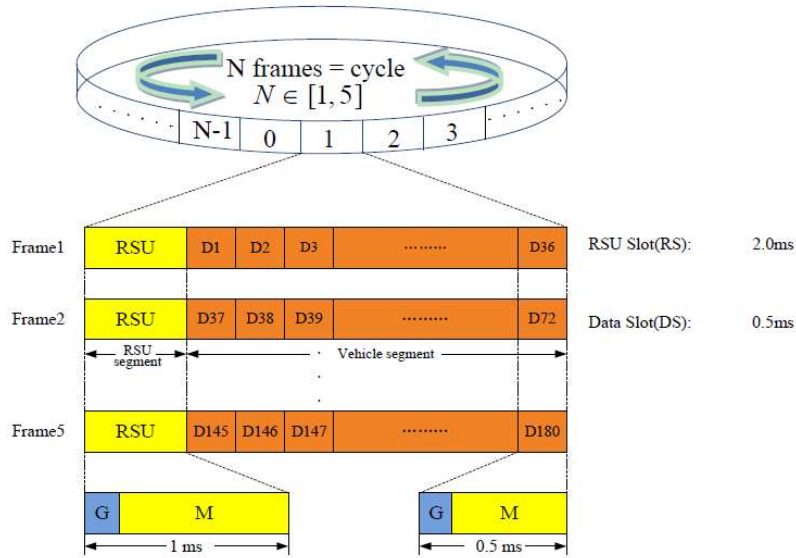 N frames = cycle
N ∈ [1, 5]
. . . . . . N-1 0 1 2 3 . . . . . .
Frame1 RSU D1 D2 D3 ......... D36 RSU Slot(RS): 2.0ms
Frame2 RSU D37 D38 D39 ......... D72 Data Slot(DS): 0.5ms
RSU segment Vehicle segment
Frame5 RSU D145 D146 D147 ......... D180
G M G M
1 ms 0.5 ms